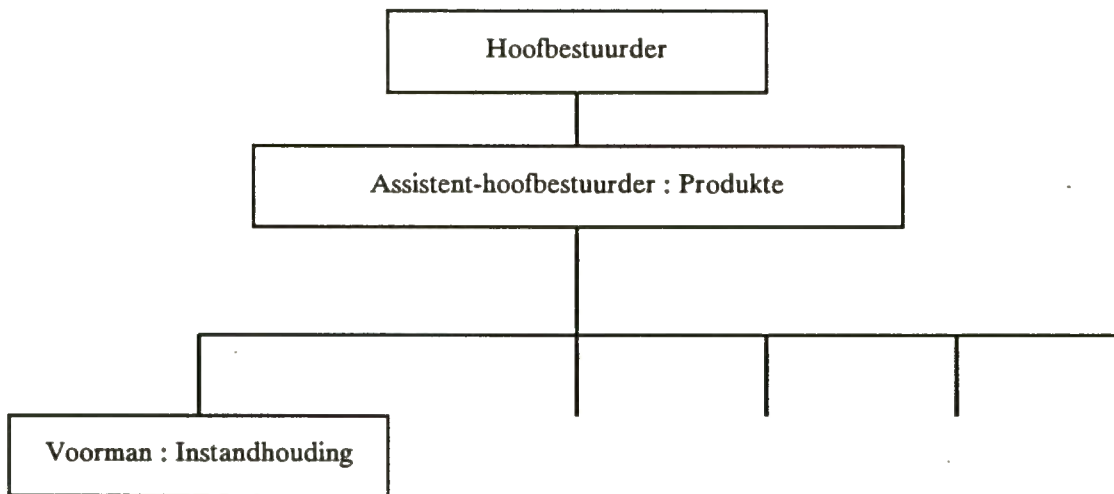 Hoofbestuurder
Assistent-hoofbestuurder : Produkte
Voorman : Instandhouding